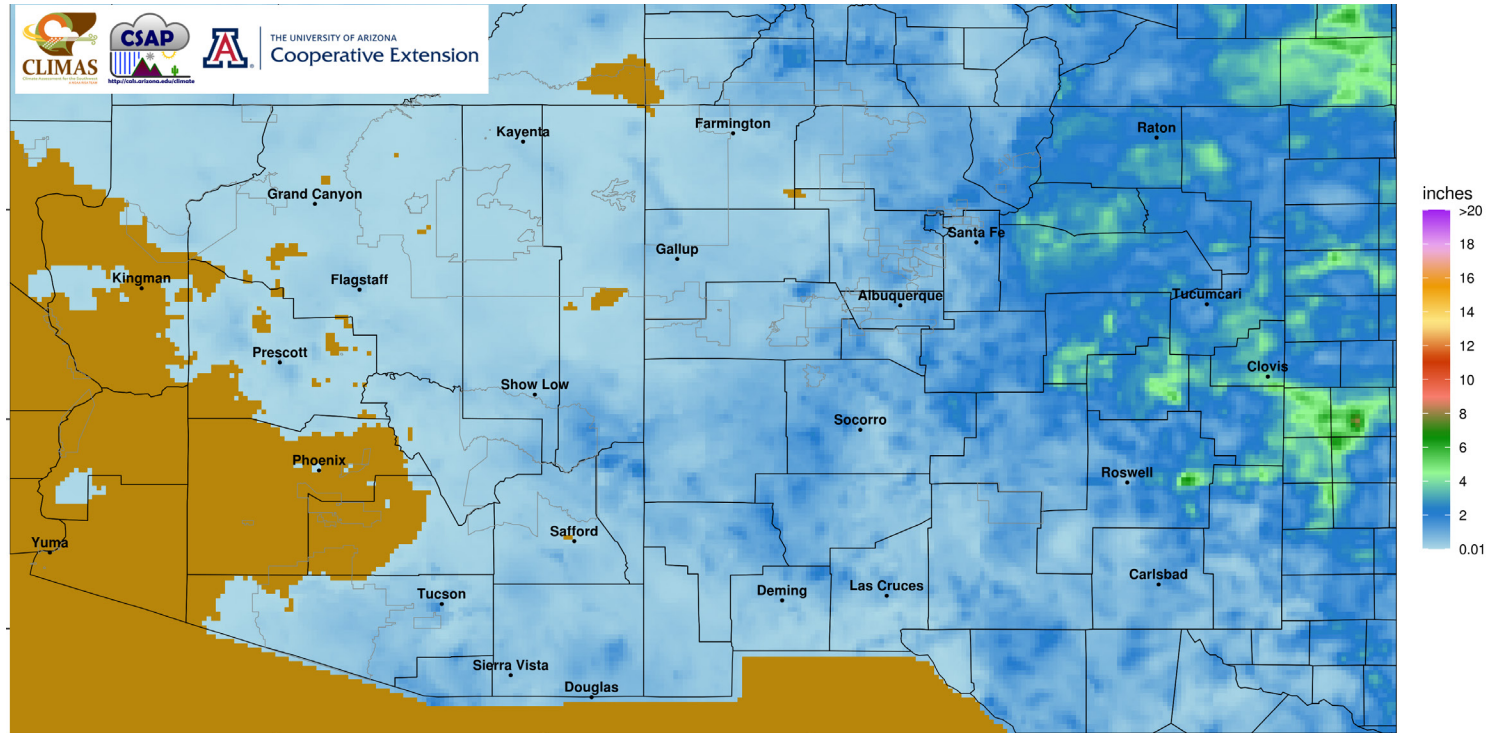 CLIMAS
CSAP
http://cals.arizona.edu/climate
A
THE UNIVERSITY OF ARIZONA
Cooperative Extension
Kayenta
Farmington
Raton
Grand Canyon
Santa Fe
Gallup
Kingman
Flagstaff
Albuquerque
Tucumcari
Prescott
Clovis
Show Low
Socorro
Phoenix
Roswell
Safford
Yuma
Carlsbad
Tucson
Deming
Las Cruces
Sierra Vista
Douglas
inches
>20
18
16
14
12
10
8
6
4
2
0.01